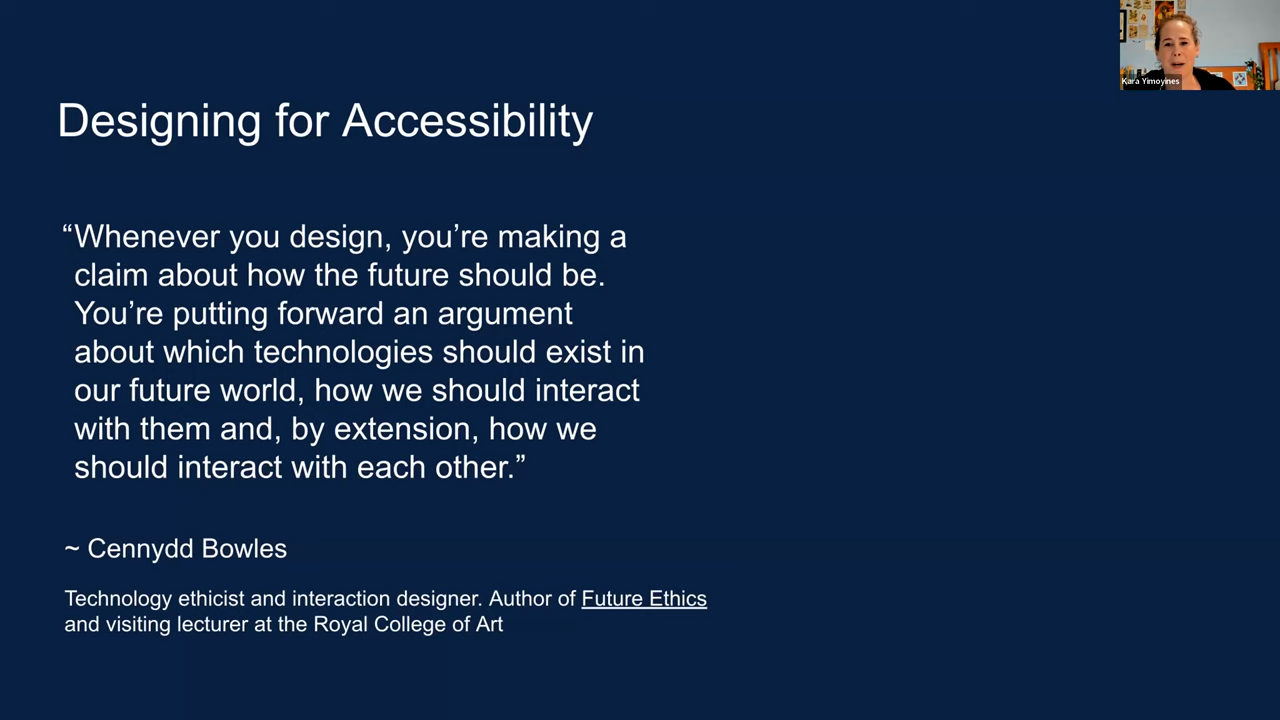 Kara Yimoyines
Designing for Accessibility
“Whenever you design, you’re making a
claim about how the future should be.
You’re putting forward an argument
about which technologies should exist in
our future world, how we should interact
with them and, by extension, how we
should interact with each other.”
~ Cennydd Bowles
Technology ethicist and interaction designer. Author of Future Ethics
and visiting lecturer at the Royal College of Art